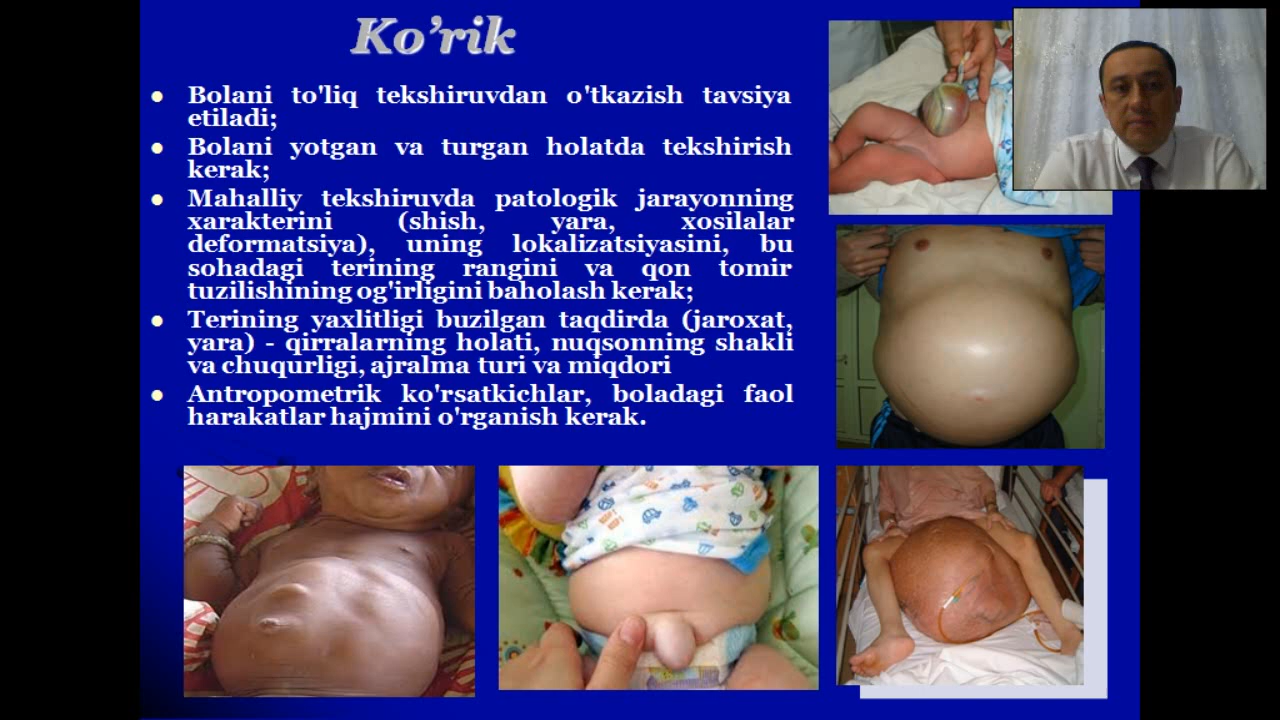 Ko’rik
Bolani to'liq tekshiruvdan o'tkazish tavsiya
etiladi;
Bolani yotgan va turgan holatda tekshirish
kerak;
Mahalliy tekshiruvda patologik jarayonning
xarakterini (shish, yara, xosilalar
deformatsiya), uning lokalizatsiyasini, bu
sohadagi terining rangini va qon tomir
tuzilishining og'irligini baholash kerak;
Terining yaxlitligi buzilgan taqdirda (jaroxat,
yara) - qirralarning holati, nuqsonning shakli
va chuqurligi, ajralma turi va miqdori
Antropometrik ko'rsatkichlar, boladagi faol
harakatlar hajmini o'rganish kerak.